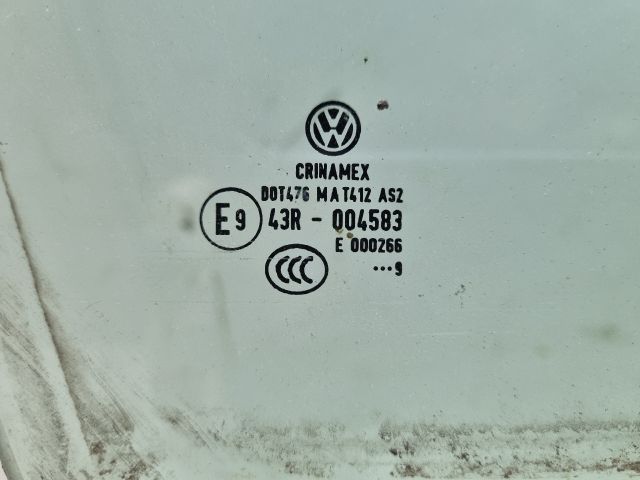 CRINAMEX
DOT476 MAT412 AS2
E9 43R - 004583
E 000266
CCC
...9